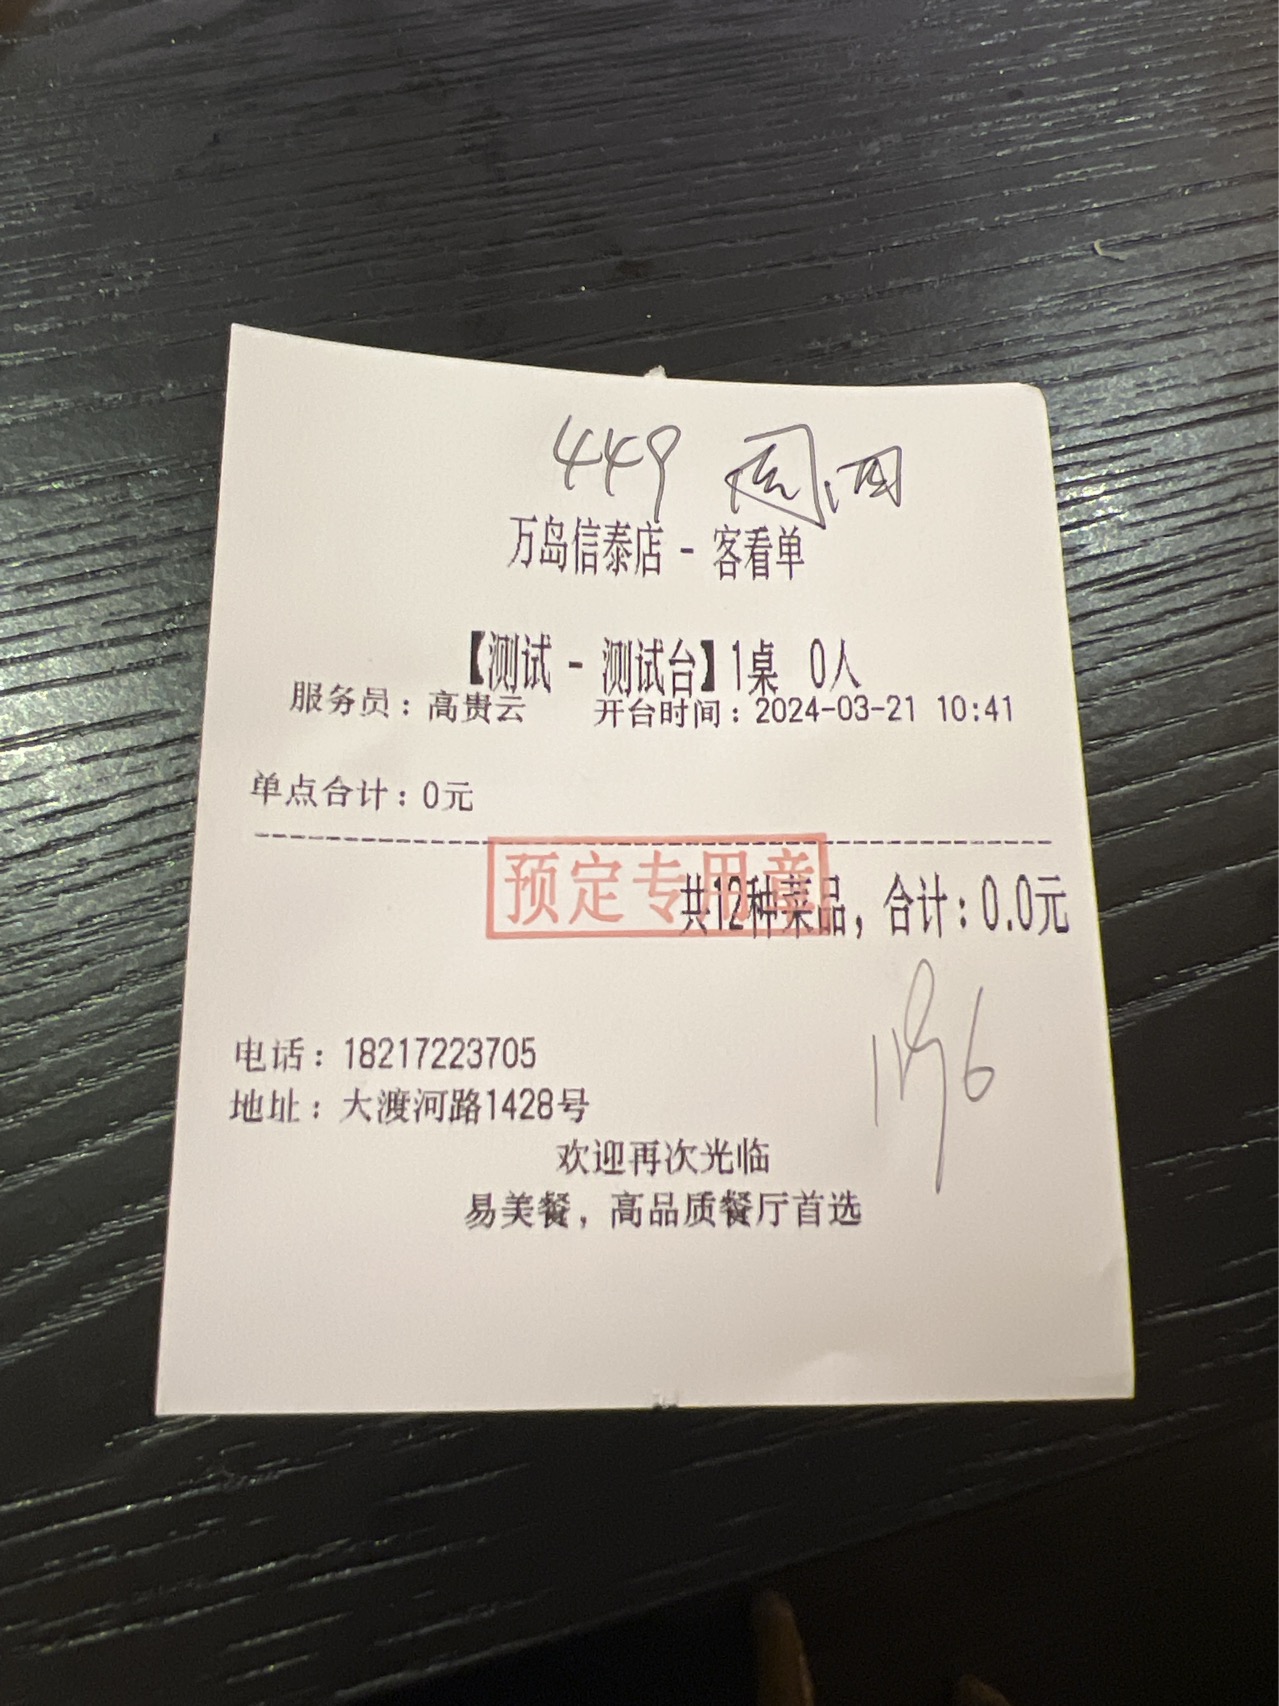 449
万岛信泰店 - 客看单
【测试 - 测试台】1桌 0人
服务员：高贵云 开台时间：2024-03-21 10:41
单点合计：0元
预定专用章
共12种菜品，合计：0.0元
电话：18217223705
地址：大渡河路1428号
欢迎再次光临
易美餐，高品质餐厅首选